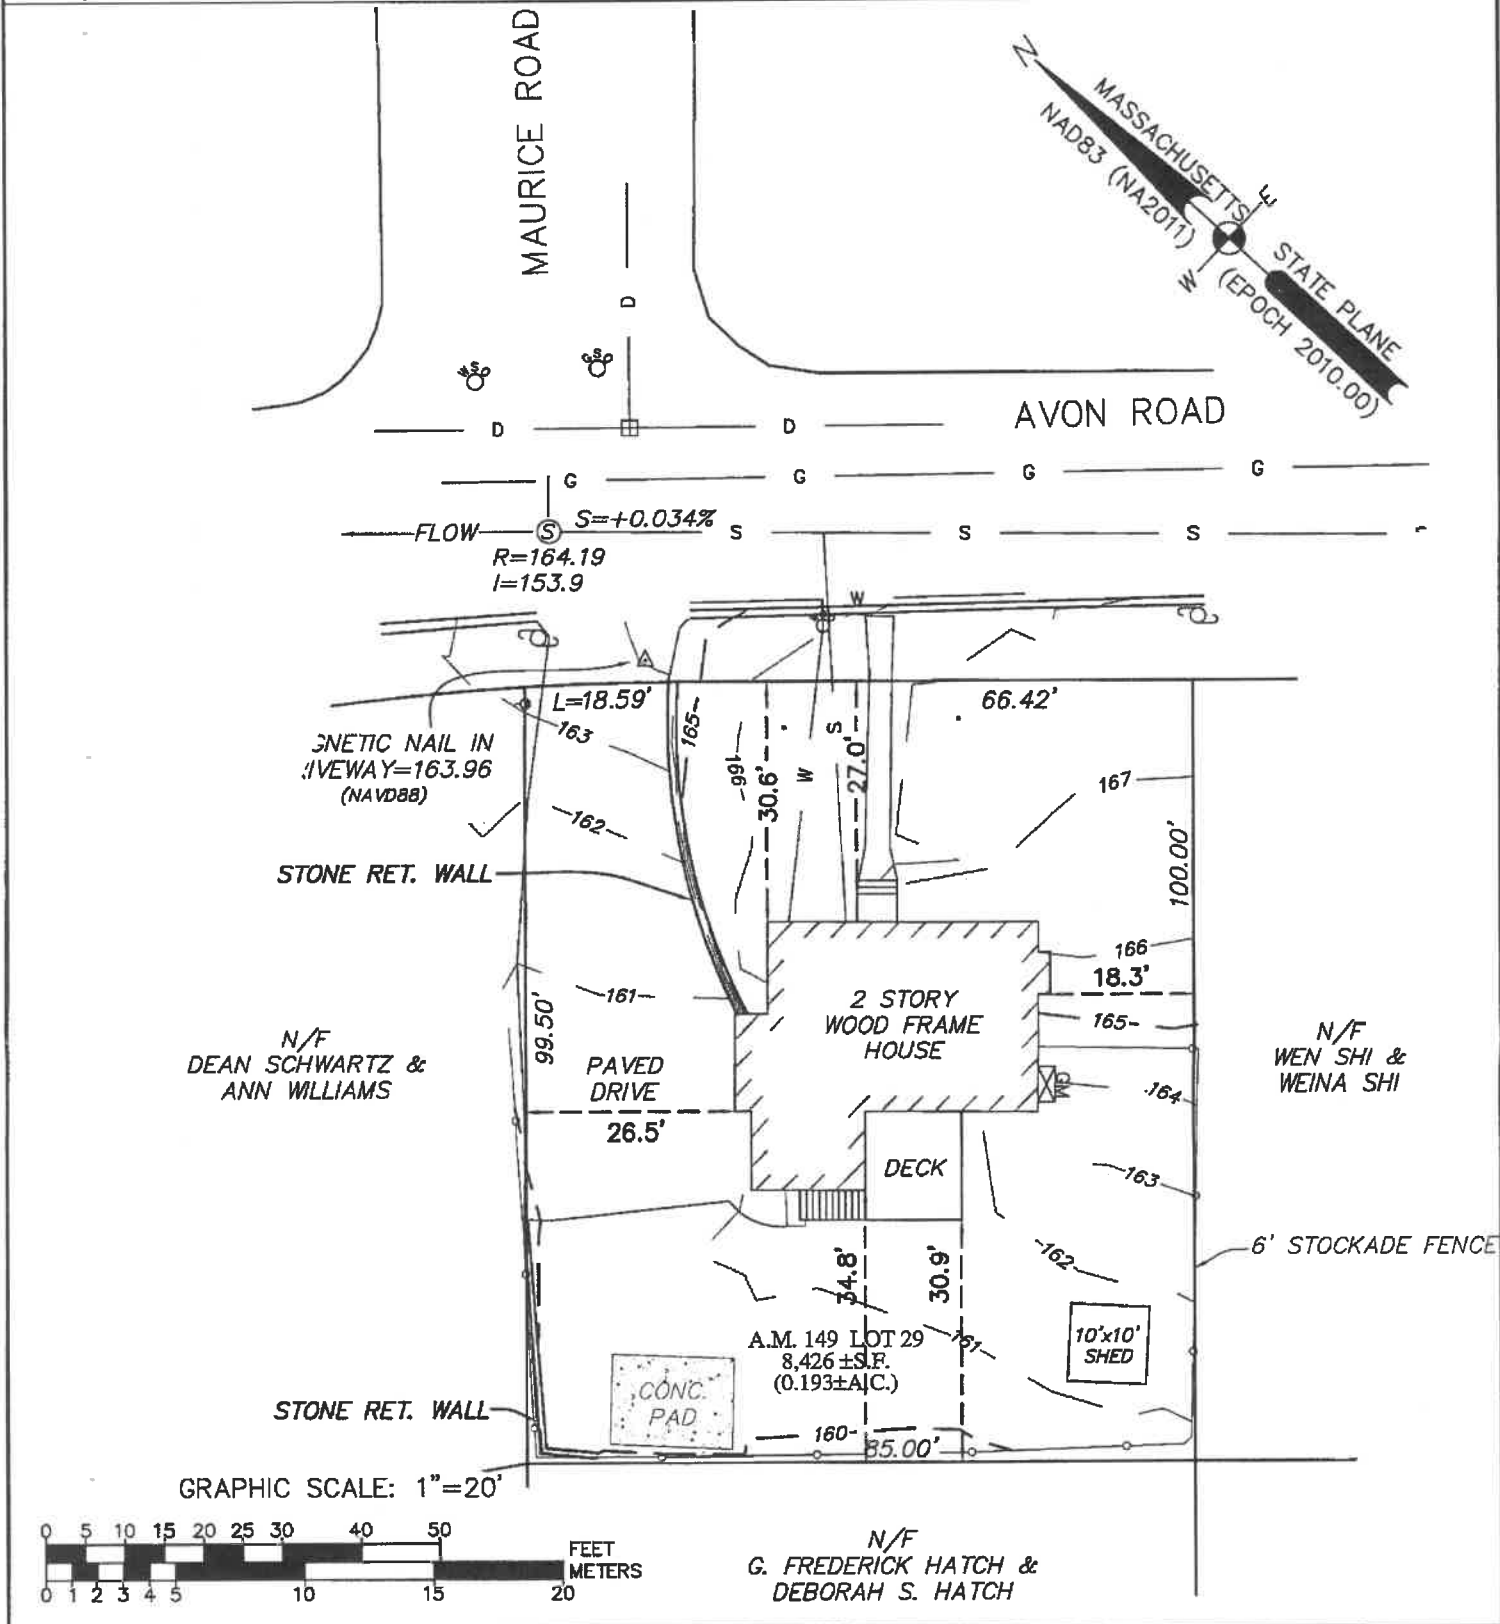 MAURICE ROAD
N
MASSACHUSETTS
NAD83 (NA2011)
E
W
STATE PLANE
(EPOCH 2010.00)
D
WSO
GSO
AVON ROAD
D
D
G
G
G
G
FLOW
S
S=+0.034%
S
S
S
R=164.19
I=153.9
W
L=18.59'
66.42'
163
165
166
30.6'
W
S
27.0'
167
GNETIC NAIL IN
IVEWAY=163.96
(NAVD88)
162
STONE RET. WALL
100.00'
166
18.3'
161
99.50'
2 STORY
WOOD FRAME
HOUSE
165
N/F
DEAN SCHWARTZ &
ANN WILLIAMS
N/F
WEN SHI &
WEINA SHI
PAVED
DRIVE
GM
164
26.5'
DECK
163
34.8'
30.9'
162
6' STOCKADE FENCE
A.M. 149 LOT 29
8,426 ±S.F.
(0.193±A.C.)
161
10'x10'
SHED
CONC.
PAD
STONE RET. WALL
160
85.00'
GRAPHIC SCALE: 1"=20'
0 5 10 15 20 25 30 40 50
FEET
METERS
0 1 2 3 4 5 10 15 20
N/F
G. FREDERICK HATCH &
DEBORAH S. HATCH